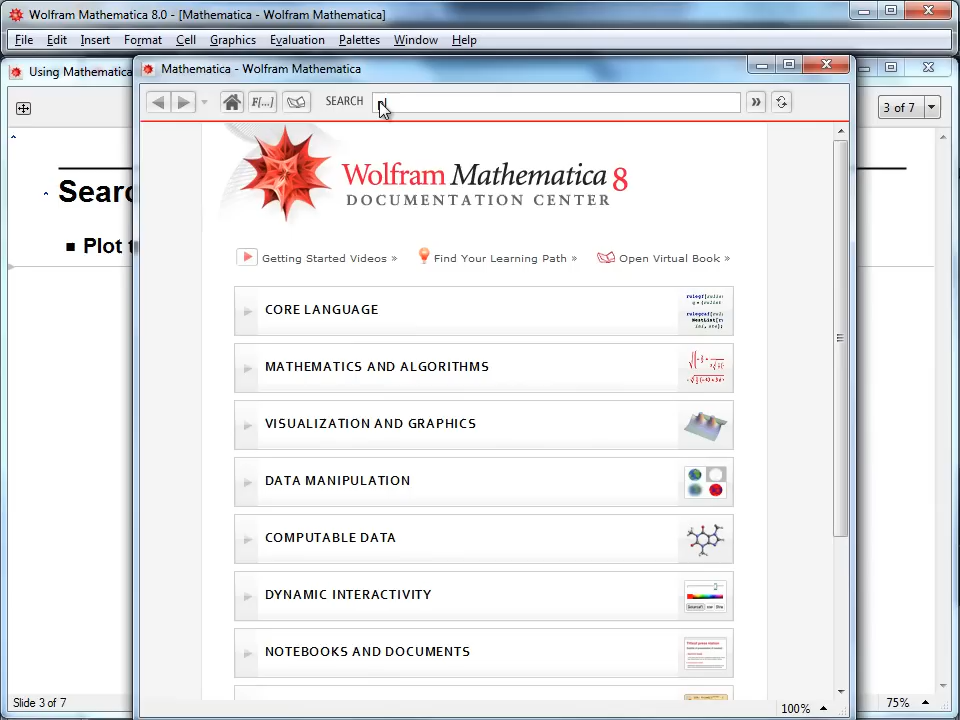 Wolfram Mathematica 8.0 - [Mathematica - Wolfram Mathematica]
File Edit Insert Format Cell Graphics Evaluation Palettes Window Help
Using Mathematica
Mathematica - Wolfram Mathematica
F[...] SEARCH »
3 of 7
Wolfram Mathematica 8
DOCUMENTATION CENTER
Sear
Plot
Getting Started Videos » Find Your Learning Path » Open Virtual Book »
CORE LANGUAGE
MATHEMATICS AND ALGORITHMS
VISUALIZATION AND GRAPHICS
DATA MANIPULATION
COMPUTABLE DATA
DYNAMIC INTERACTIVITY
NOTEBOOKS AND DOCUMENTS
Slide 3 of 7
100%
75%